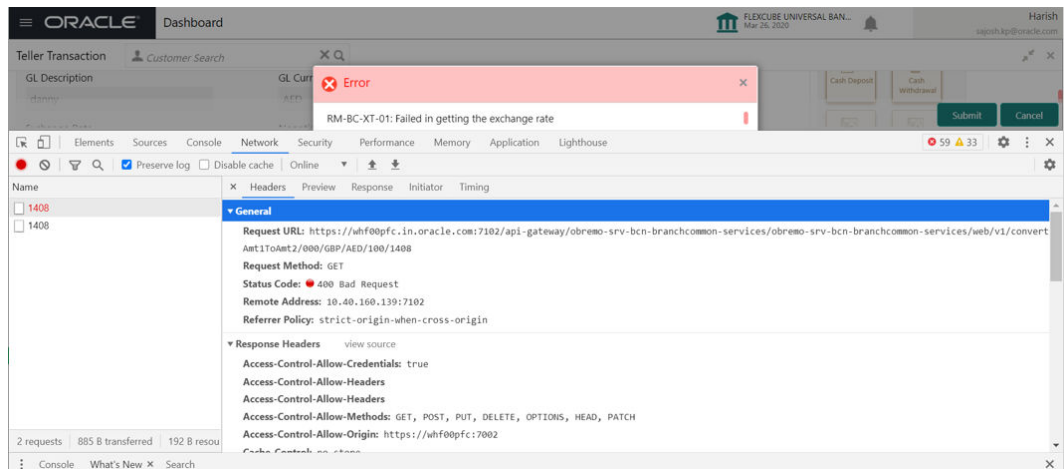 ORACLE Dashboard FLEXCUBE UNIVERSAL BAN... Harish
Mar 26, 2020 sajosh.kp@oracle.com
Teller Transaction Customer Search
GL Description GL Curr
danny AED
Cash Deposit Cash Withdrawal
Error
RM-BC-XT-01: Failed in getting the exchange rate
Submit Cancel
Elements Sources Console Network Security Performance Memory Application Lighthouse 59 33
Preserve log Disable cache Online
Name Headers Preview Response Initiator Timing
1408
1408
General
Request URL: https://whf00pfc.in.oracle.com:7102/api-gateway/obremo-srv-bcn-branchcommon-services/obremo-srv-bcn-branchcommon-services/web/v1/convert
Amt1ToAmt2/000/GBP/AED/100/1408
Request Method: GET
Status Code: 400 Bad Request
Remote Address: 10.40.160.139:7102
Referrer Policy: strict-origin-when-cross-origin
Response Headers view source
Access-Control-Allow-Credentials: true
Access-Control-Allow-Headers
Access-Control-Allow-Headers
Access-Control-Allow-Methods: GET, POST, PUT, DELETE, OPTIONS, HEAD, PATCH
Access-Control-Allow-Origin: https://whf00pfc:7002
Cache-Control: no-store
2 requests 885 B transferred 192 B resou
Console What's New Search